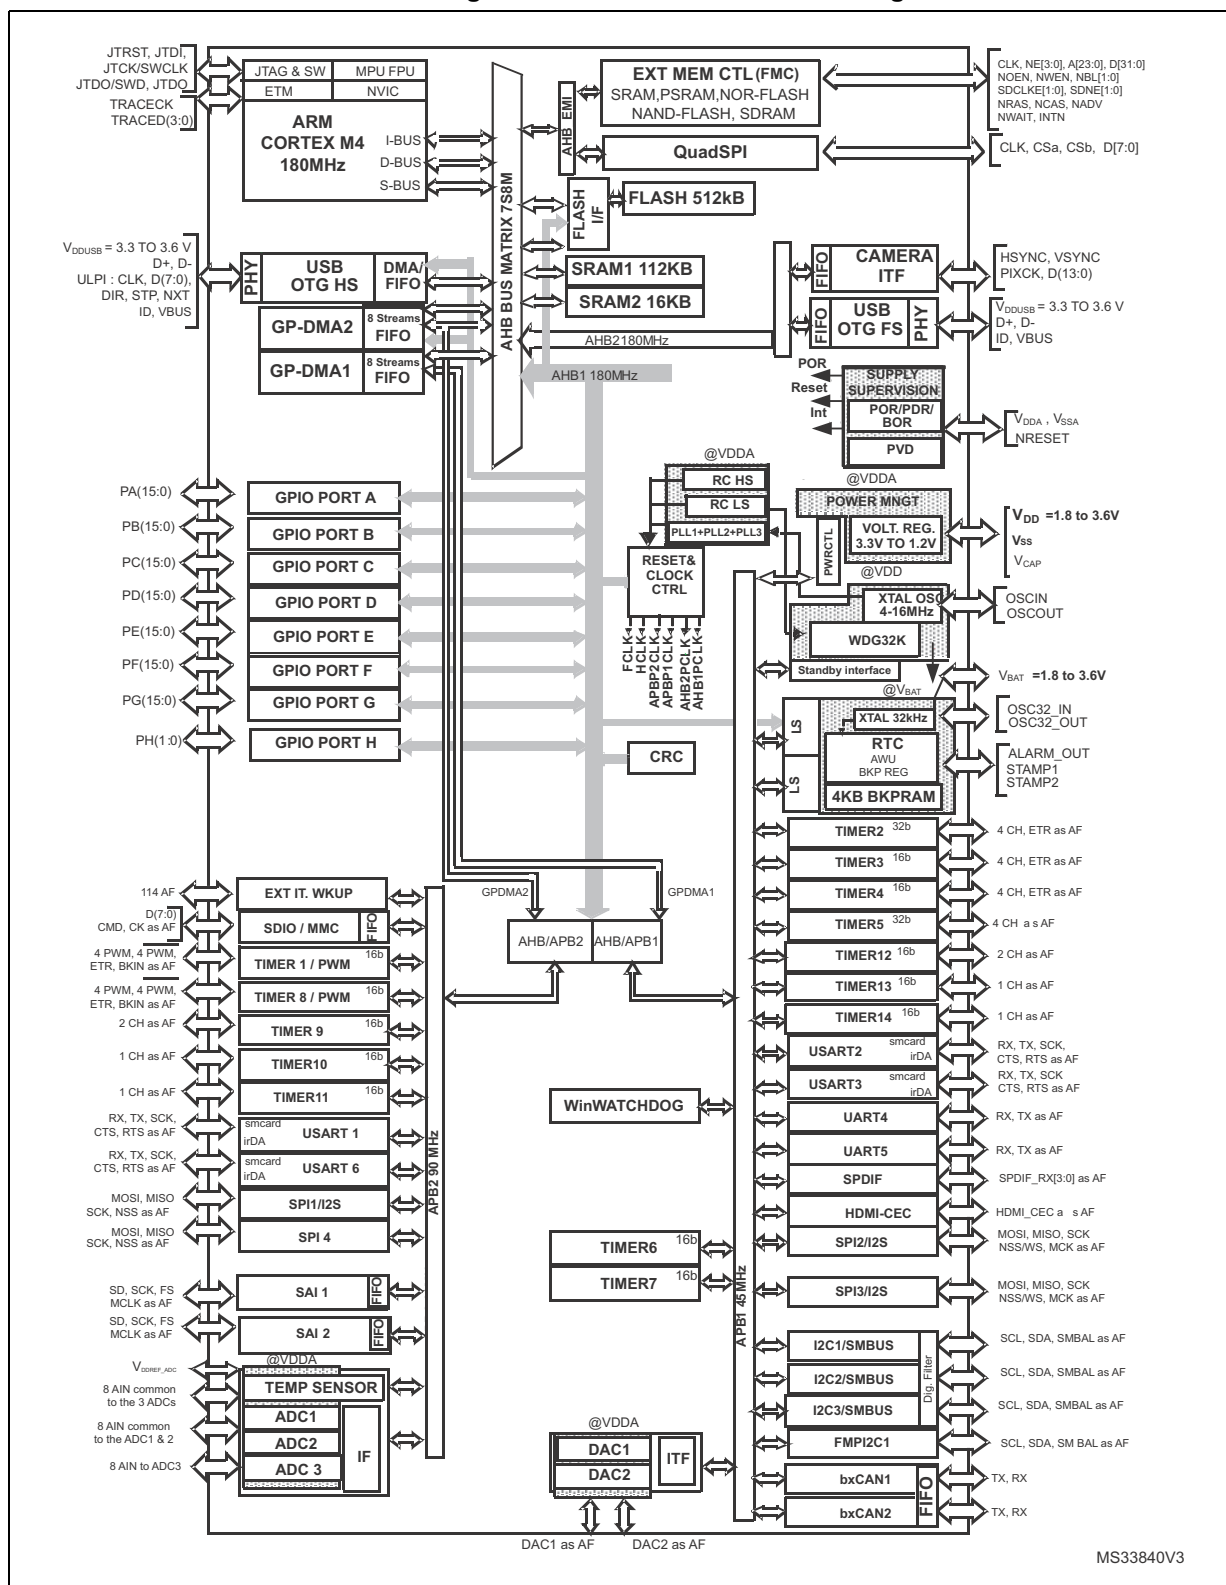 JTRST, JTDI,
JTCK/SWCLK
JTDO/SWD, JTDO
TRACECK
TRACED(3:0)
JTAG & SW
MPU FPU
ETM
NVIC
ARM
CORTEX M4
180MHz
I-BUS
D-BUS
S-BUS
AHB BUS MATRIX 7S8M
AHB EMI
EXT MEM CTL (FMC)
SRAM,PSRAM,NOR-FLASH
NAND-FLASH, SDRAM
CLK, NE[3:0], A[23:0], D[31:0]
NOEN, NWEN, NBL[1:0]
SDCLKE[1:0], SDNE[1:0]
NRAS, NCAS, NADV
NWAIT, INTN
QuadSPI
CLK, CSa, CSb, D[7:0]
FLASH
I/F
FLASH 512kB
VDDUSB = 3.3 TO 3.6 V
D+, D-
ULPI : CLK, D(7:0),
DIR, STP, NXT
ID, VBUS
PHY
USB
OTG HS
DMA/
FIFO
GP-DMA2
8 Streams
FIFO
GP-DMA1
8 Streams
FIFO
SRAM1 112KB
SRAM2 16KB
AHB2180MHz
AHB1 180MHz
FIFO
CAMERA
ITF
HSYNC, VSYNC
PIXCK, D(13:0)
FIFO
USB
OTG FS
PHY
VDDUSB = 3.3 TO 3.6 V
D+, D-
ID, VBUS
POR
Reset
Int
SUPPLY
SUPERVISION
POR/PDR/
BOR
PVD
VDDA , VSSA
NRESET
@VDDA
RC HS
RC LS
PLL1+PLL2+PLL3
@VDDA
POWER MNGT
VOLT. REG.
3.3V TO 1.2V
PWRCTL
VDD =1.8 to 3.6V
VSS
VCAP
@VDD
XTAL OSC
4-16MHz
OSCIN
OSCOUT
WDG32K
Standby interface
RESET&
CLOCK
CTRL
FCLK
HCLK
APBP2CLK
APBP1CLK
AHB2PCLK
AHB1PCLK
PA(15:0)
GPIO PORT A
PB(15:0)
GPIO PORT B
PC(15:0)
GPIO PORT C
PD(15:0)
GPIO PORT D
PE(15:0)
GPIO PORT E
PF(15:0)
GPIO PORT F
PG(15:0)
GPIO PORT G
PH(1:0)
GPIO PORT H
CRC
VBAT =1.8 to 3.6V
@VBAT
LS
LS
XTAL 32kHz
OSC32_IN
OSC32_OUT
RTC
AWU
BKP REG
4KB BKPRAM
ALARM_OUT
STAMP1
STAMP2
GPDMA2
GPDMA1
AHB/APB2
AHB/APB1
114 AF
EXT IT. WKUP
D(7:0)
CMD, CK as AF
SDIO / MMC
FIFO
4 PWM, 4 PWM,
ETR, BKIN as AF
TIMER 1 / PWM
16b
4 PWM, 4 PWM,
ETR, BKIN as AF
TIMER 8 / PWM
16b
2 CH as AF
TIMER 9
16b
1 CH as AF
TIMER10
16b
1 CH as AF
TIMER11
16b
RX, TX, SCK,
CTS, RTS as AF
smcard
irDA
USART 1
RX, TX, SCK,
CTS, RTS as AF
smcard
irDA
USART 6
MOSI, MISO
SCK, NSS as AF
SPI1/I2S
MOSI, MISO
SCK, NSS as AF
SPI 4
SD, SCK, FS
MCLK as AF
SAI 1
FIFO
SD, SCK, FS
MCLK as AF
SAI 2
FIFO
APB2 90 MHz
@VDDA
VDDREF_ADC
TEMP SENSOR
8 AIN common
to the 3 ADCs
ADC1
8 AIN common
to the ADC1 & 2
ADC2
8 AIN to ADC3
ADC 3
IF
WinWATCHDOG
TIMER6
16b
TIMER7
16b
APB1 45MHz
@VDDA
DAC1
DAC2
ITF
DAC1 as AF
DAC2 as AF
TIMER2 32b
4 CH, ETR as AF
TIMER3 16b
4 CH, ETR as AF
TIMER4 16b
4 CH, ETR as AF
TIMER5 32b
4 CH a s AF
TIMER12 16b
2 CH as AF
TIMER13 16b
1 CH as AF
TIMER14 16b
1 CH as AF
USART2
smcard
irDA
RX, TX, SCK,
CTS, RTS as AF
USART3
smcard
irDA
RX, TX, SCK
CTS, RTS as AF
UART4
RX, TX as AF
UART5
RX, TX as AF
SPDIF
SPDIF_RX[3:0] as AF
HDMI-CEC
HDMI_CEC a s AF
SPI2/I2S
MOSI, MISO, SCK
NSS/WS, MCK as AF
SPI3/I2S
MOSI, MISO, SCK
NSS/WS, MCK as AF
I2C1/SMBUS
SCL, SDA, SMBAL as AF
I2C2/SMBUS
SCL, SDA, SMBAL as AF
I2C3/SMBUS
SCL, SDA, SMBAL as AF
Dig. Filter
FMPI2C1
SCL, SDA, SM BAL as AF
bxCAN1
TX, RX
bxCAN2
TX, RX
FIFO
MS33840V3